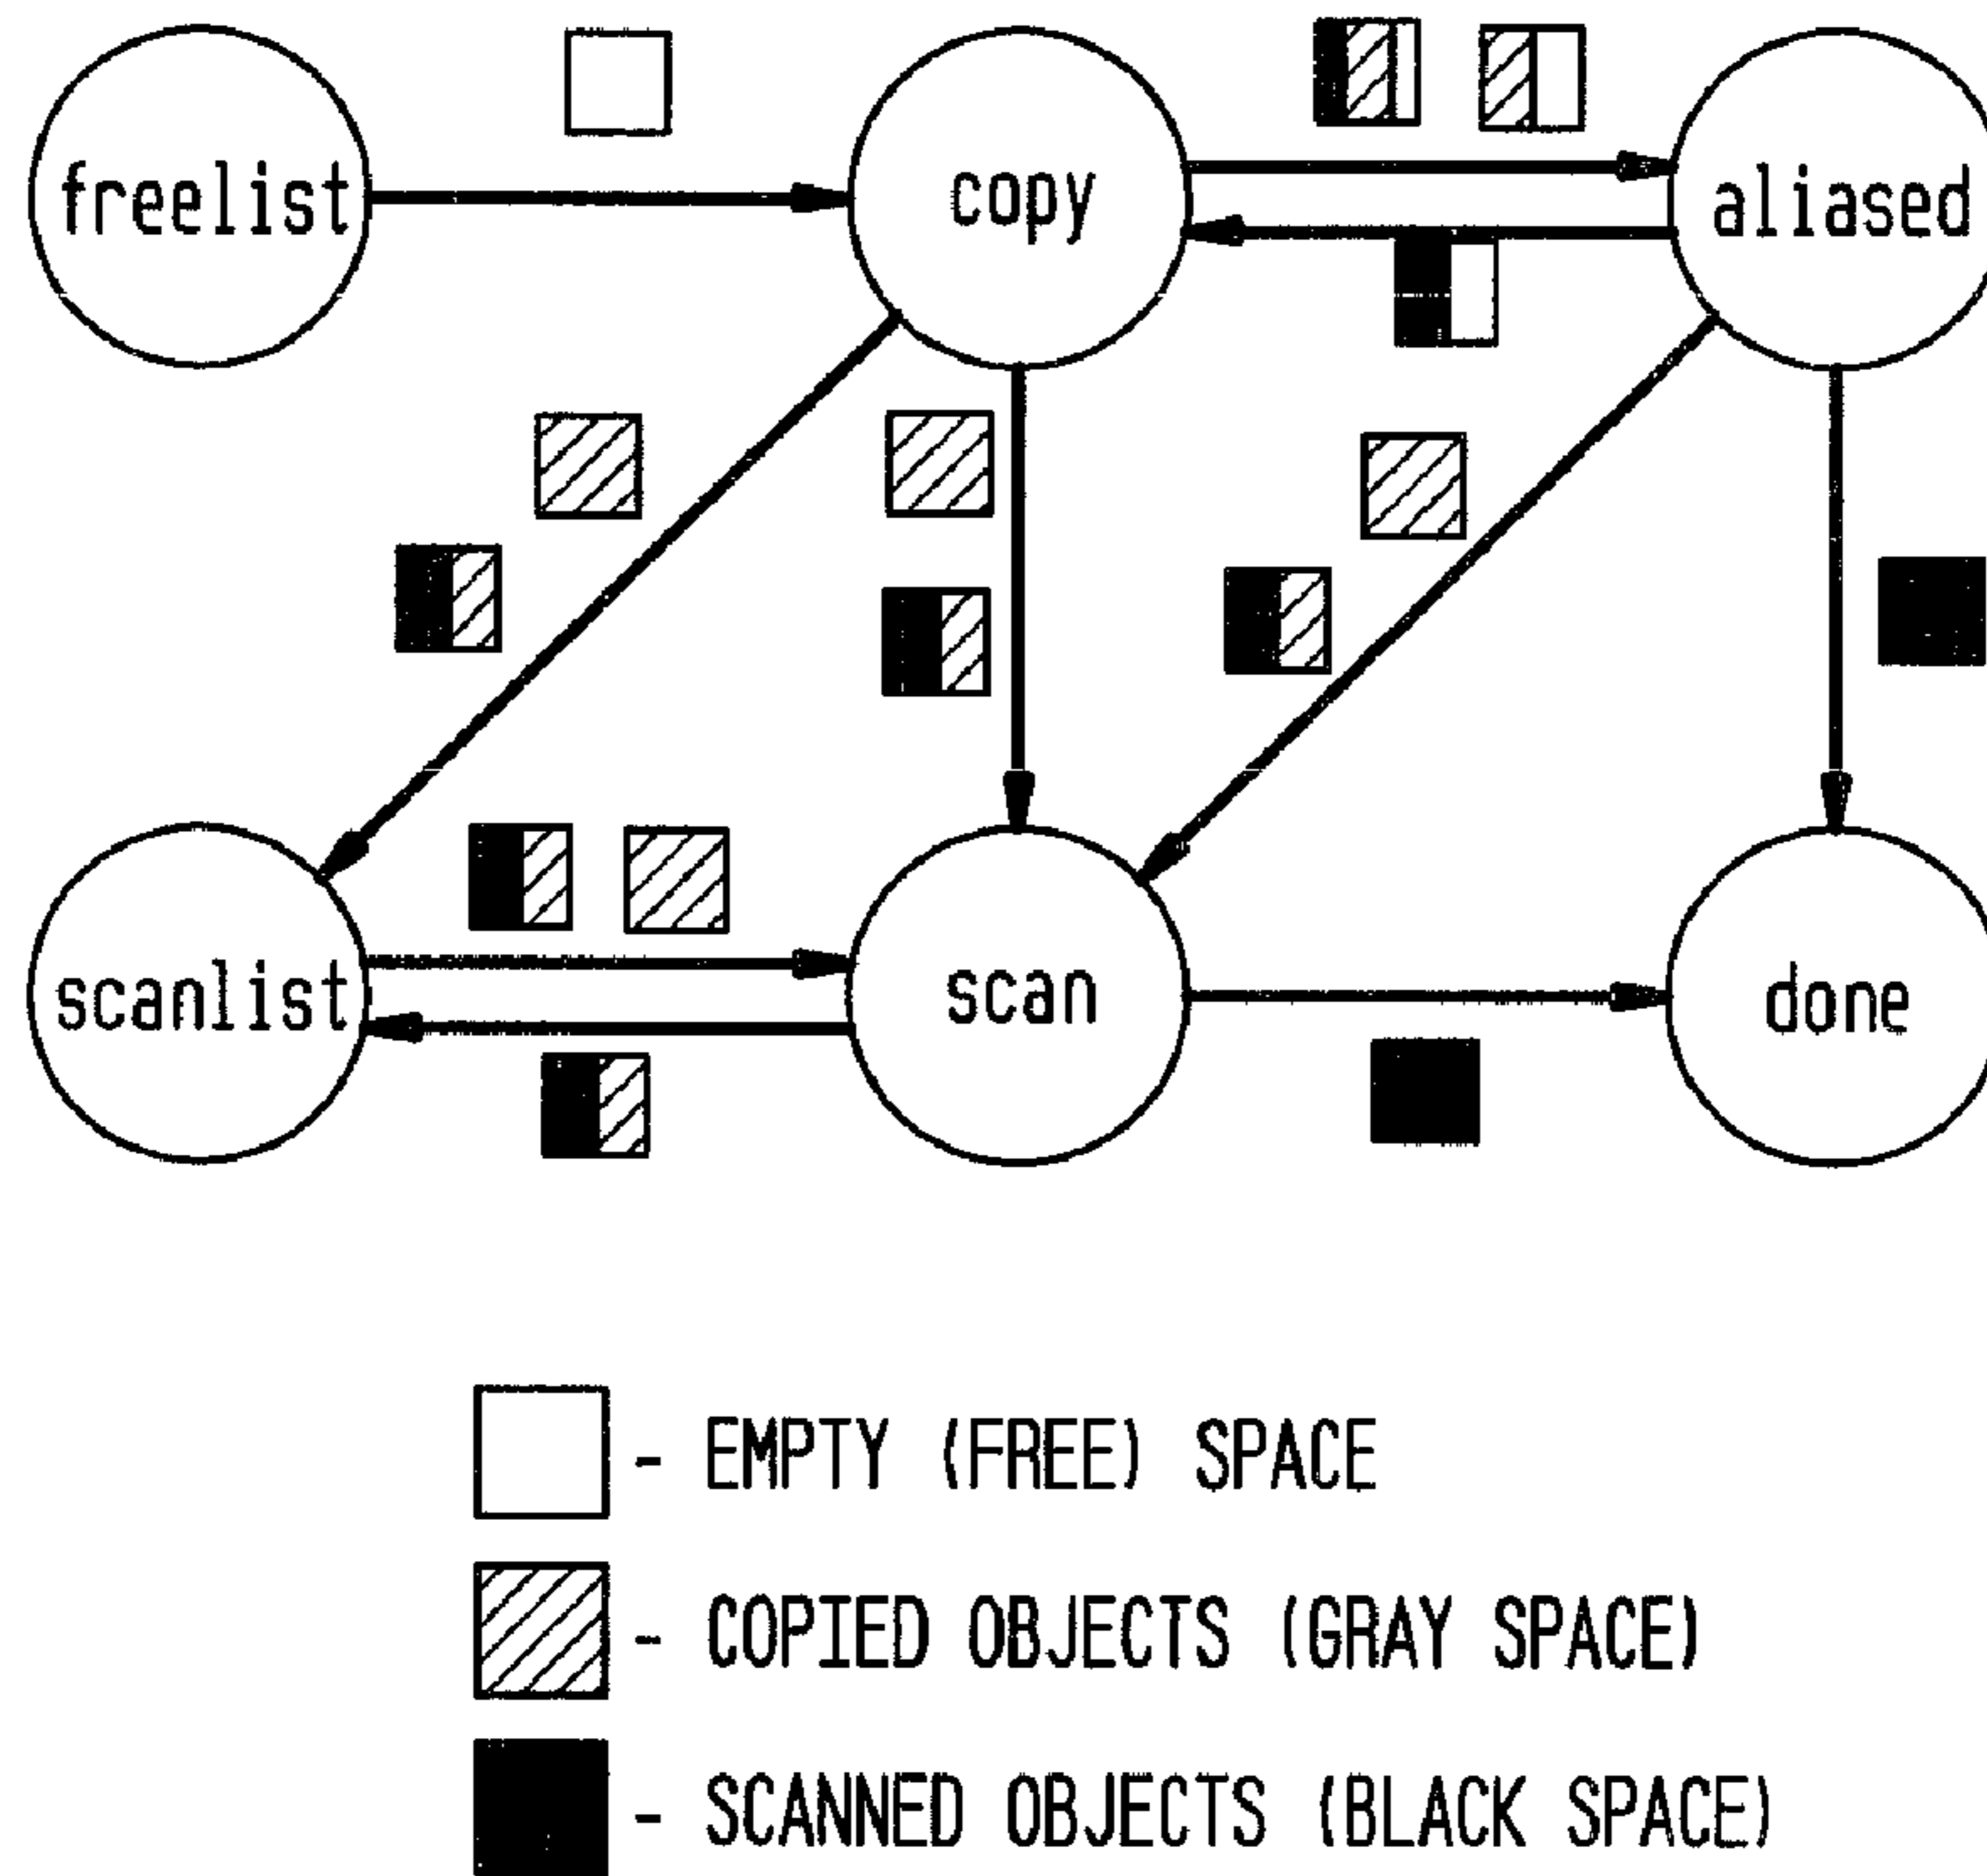 freelist
copy
aliased
scanlist
scan
done
- EMPTY (FREE) SPACE
- COPIED OBJECTS (GRAY SPACE)
- SCANNED OBJECTS (BLACK SPACE)